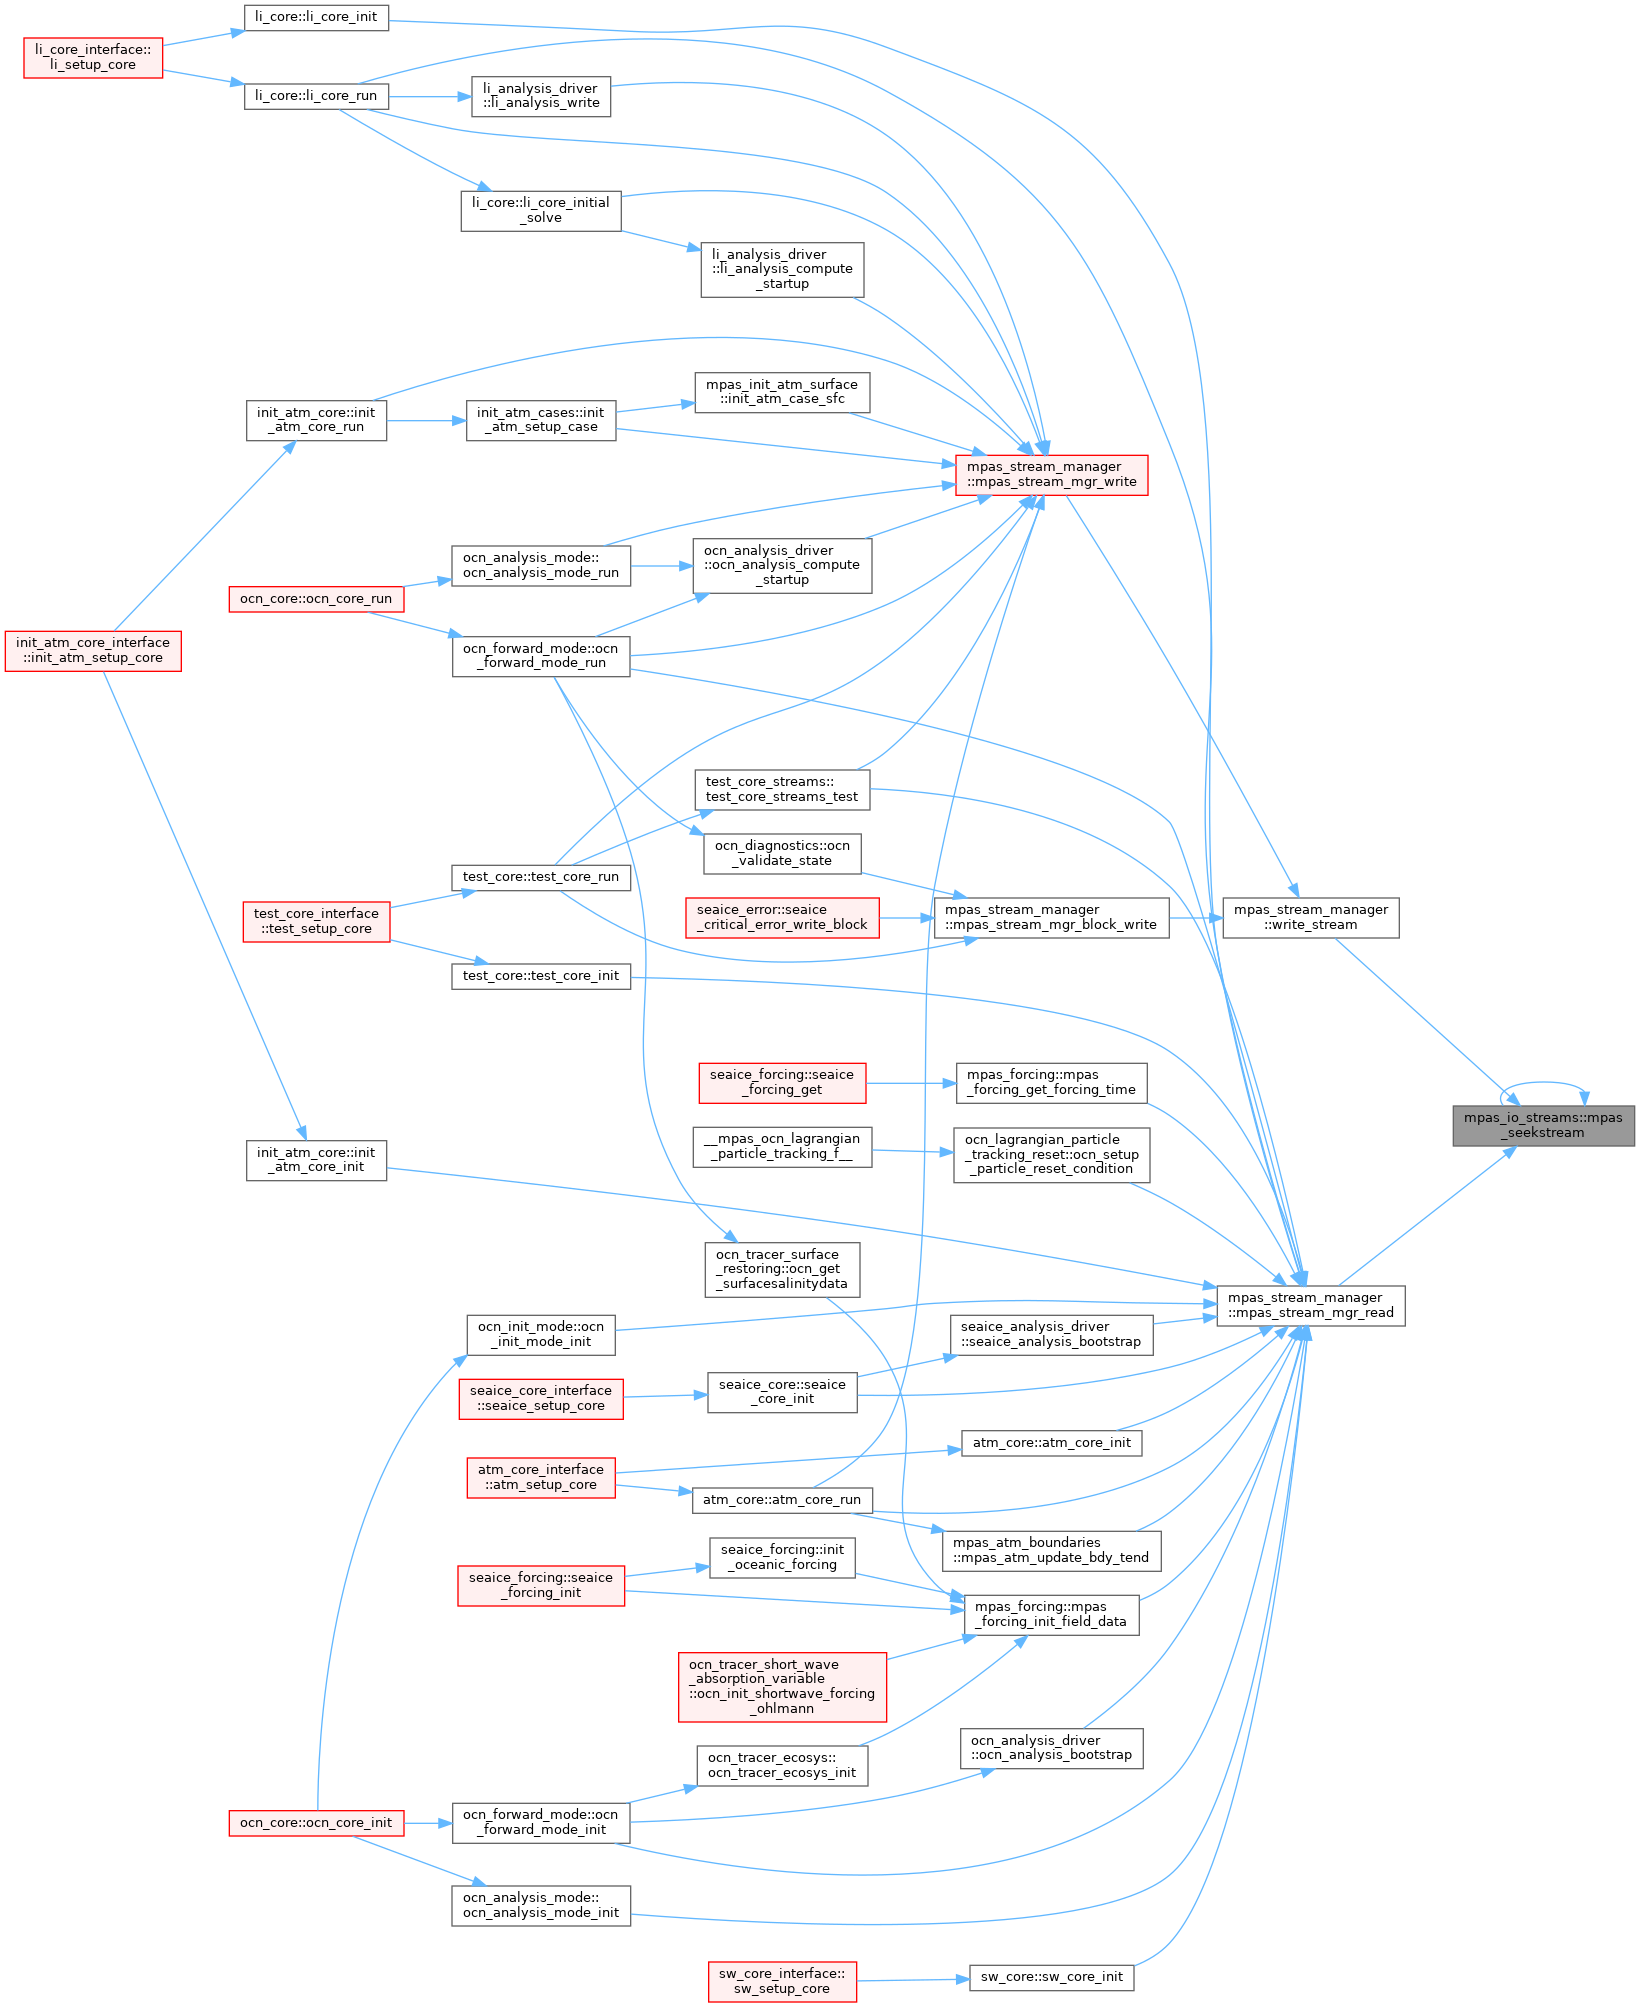 li_core::li_core_init
li_core_interface::
li_setup_core
li_core::li_core_run
li_analysis_driver
::li_analysis_write
li_core::li_core_initial
_solve
li_analysis_driver
::li_analysis_compute
_startup
mpas_init_atm_surface
::init_atm_case_sfc
init_atm_core::init
_atm_core_run
init_atm_cases::init
_atm_setup_case
mpas_stream_manager
::mpas_stream_mgr_write
ocn_analysis_mode::
ocn_analysis_mode_run
ocn_analysis_driver
::ocn_analysis_compute
_startup
ocn_core::ocn_core_run
init_atm_core_interface
::init_atm_setup_core
ocn_forward_mode::ocn
_forward_mode_run
test_core_streams::
test_core_streams_test
ocn_diagnostics::ocn
_validate_state
test_core::test_core_run
test_core_interface
::test_setup_core
seaice_error::seaice
_critical_error_write_block
mpas_stream_manager
::mpas_stream_mgr_block_write
mpas_stream_manager
::write_stream
test_core::test_core_init
seaice_forcing::seaice
_forcing_get
mpas_forcing::mpas
_forcing_get_forcing_time
mpas_io_streams::mpas
_seekstream
__mpas_ocn_lagrangian
_particle_tracking_f__
ocn_lagrangian_particle
_tracking_reset::ocn_setup
_particle_reset_condition
init_atm_core::init
_atm_core_init
ocn_tracer_surface
_restoring::ocn_get
_surfacesalinitydata
mpas_stream_manager
::mpas_stream_mgr_read
ocn_init_mode::ocn
_init_mode_init
seaice_analysis_driver
::seaice_analysis_bootstrap
seaice_core_interface
::seaice_setup_core
seaice_core::seaice
_core_init
atm_core::atm_core_init
atm_core_interface
::atm_setup_core
atm_core::atm_core_run
mpas_atm_boundaries
::mpas_atm_update_bdy_tend
seaice_forcing::init
_oceanic_forcing
seaice_forcing::seaice
_forcing_init
mpas_forcing::mpas
_forcing_init_field_data
ocn_tracer_short_wave
_absorption_variable
::ocn_init_shortwave_forcing
_ohlmann
ocn_analysis_driver
::ocn_analysis_bootstrap
ocn_tracer_ecosys::
ocn_tracer_ecosys_init
ocn_core::ocn_core_init
ocn_forward_mode::ocn
_forward_mode_init
ocn_analysis_mode::
ocn_analysis_mode_init
sw_core_interface::
sw_setup_core
sw_core::sw_core_init